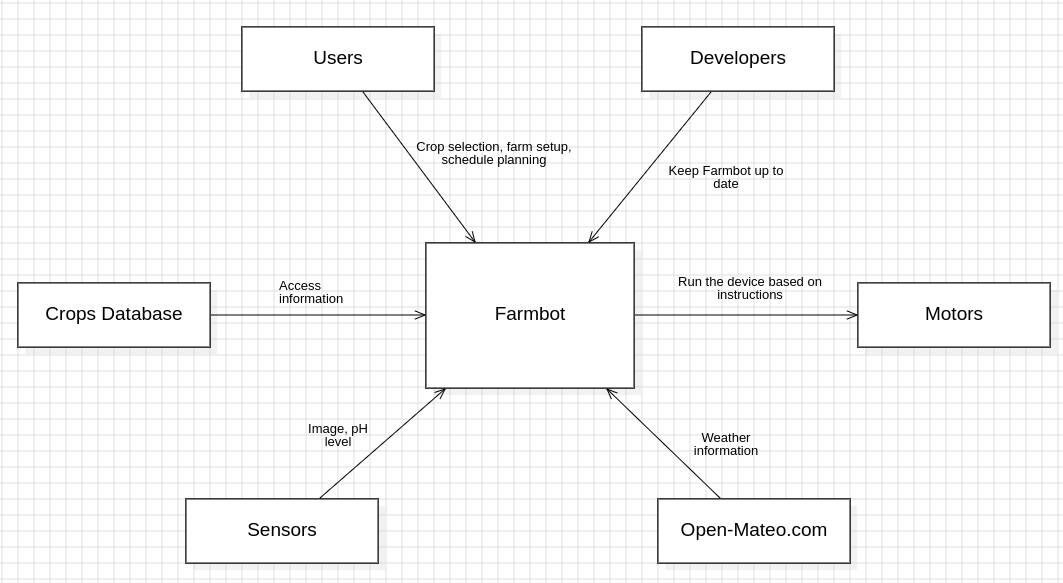 Users
Developers
Crop selection, farm setup,
schedule planning
Keep Farmbot up to
date
Crops Database
Access
information
Farmbot
Run the device based on
instructions
Motors
Image, pH
level
Weather
information
Sensors
Open-Mateo.com